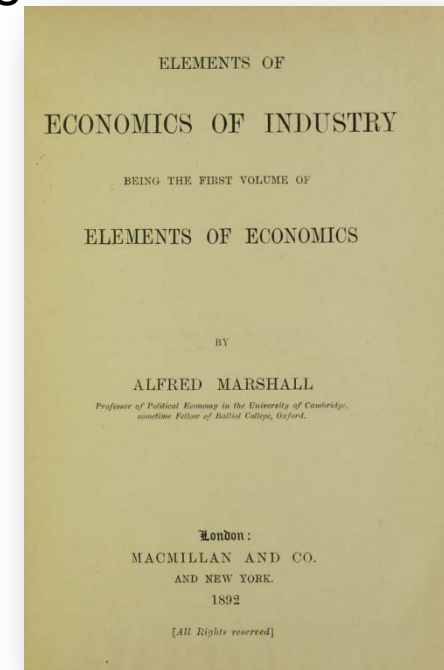 ELEMENTS OF
ECONOMICS OF INDUSTRY
BEING THE FIRST VOLUME OF
ELEMENTS OF ECONOMICS
BY
ALFRED MARSHALL
Professor of Political Economy in the University of Cambridge,
sometime Fellow of Balliol College, Oxford.
London:
MACMILLAN AND CO.
AND NEW YORK.
1892
[All Rights reserved]